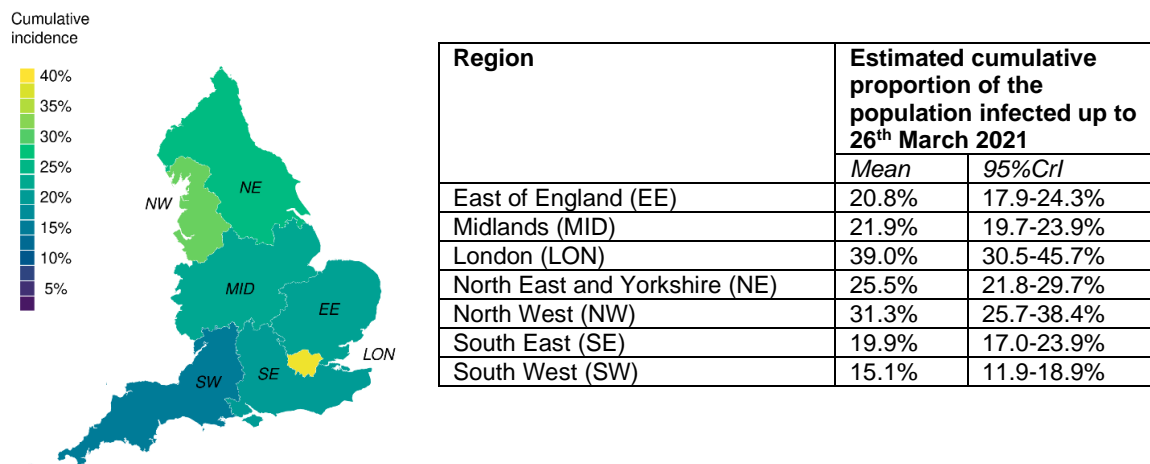 Cumulative
incidence
40%
35%
30%
25%
20%
15%
10%
5%
NE
NW
MID
EE
LON
SW
SE
Region
Estimated cumulative
proportion of the
population infected up to
26th March 2021
Mean 95%CrI
East of England (EE) 20.8% 17.9-24.3%
Midlands (MID) 21.9% 19.7-23.9%
London (LON) 39.0% 30.5-45.7%
North East and Yorkshire (NE) 25.5% 21.8-29.7%
North West (NW) 31.3% 25.7-38.4%
South East (SE) 19.9% 17.0-23.9%
South West (SW) 15.1% 11.9-18.9%